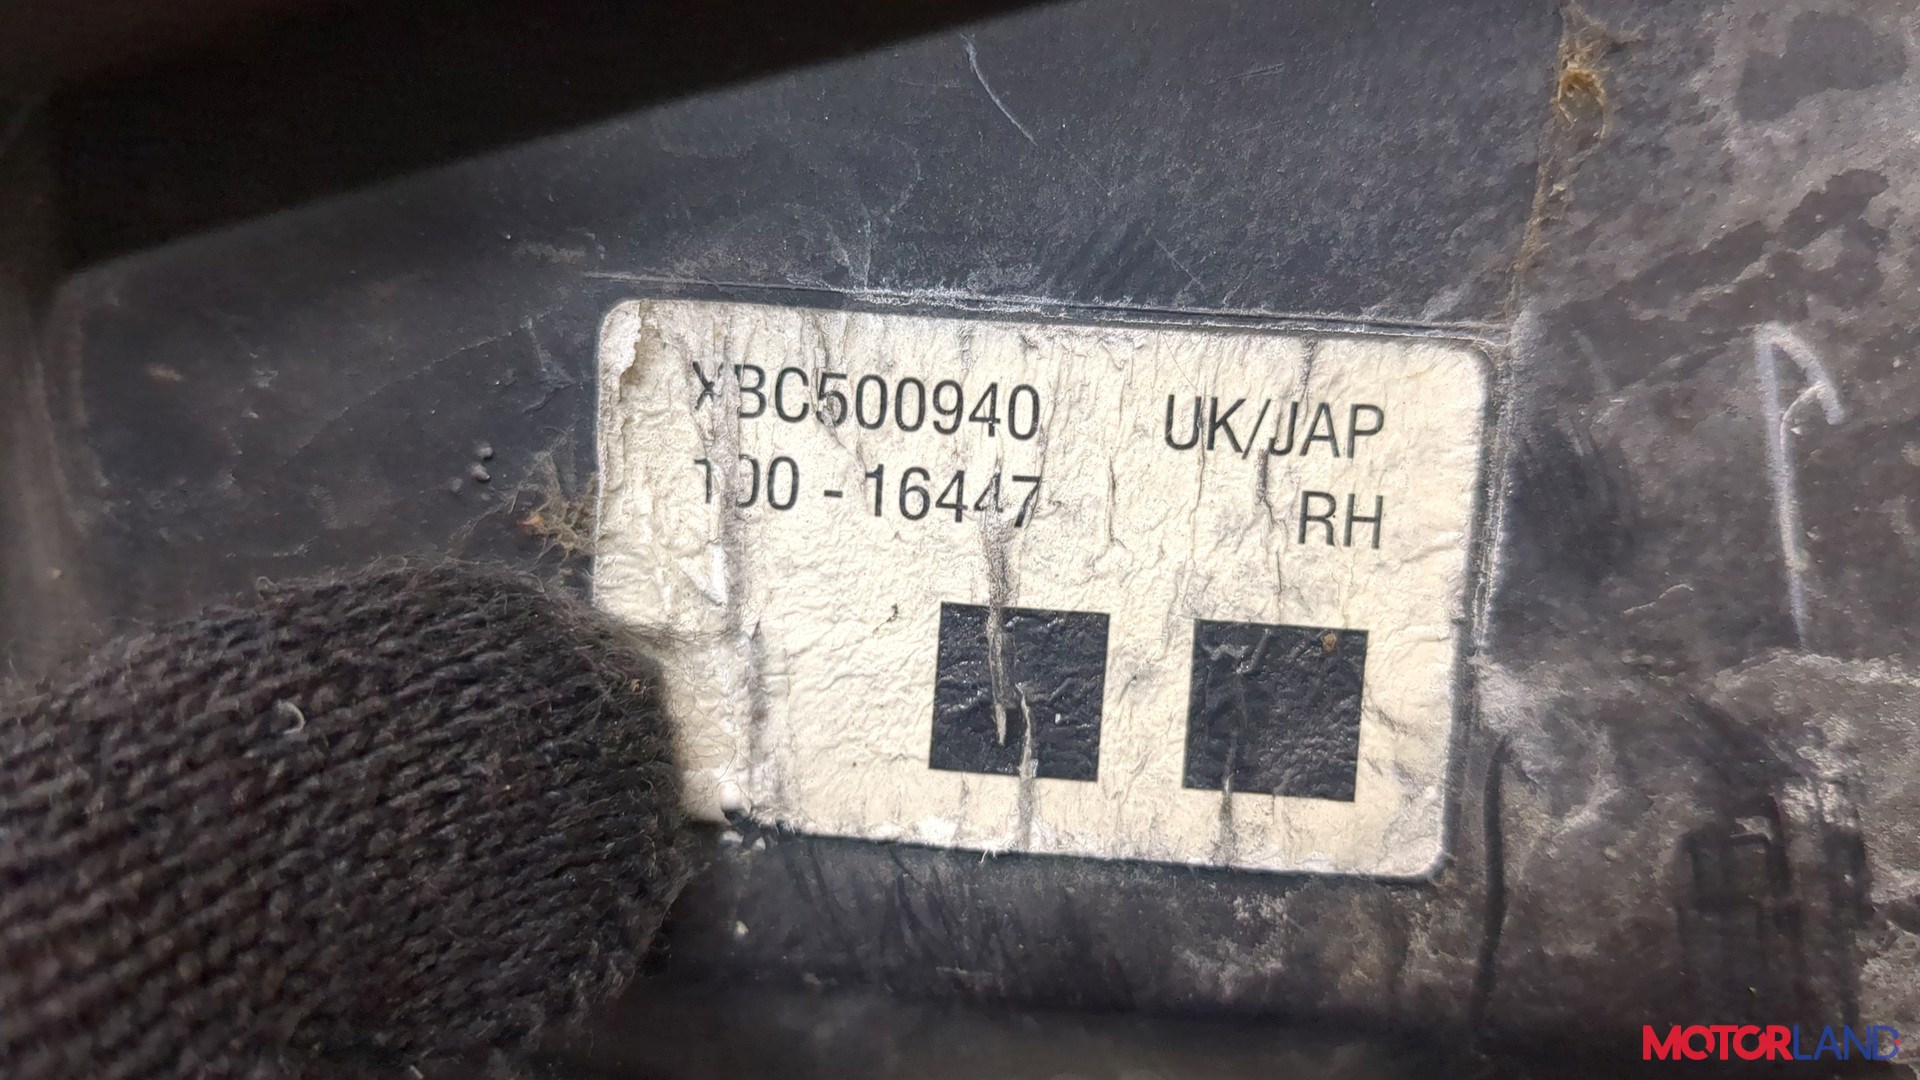 XBC500940 UK/JAP
100 - 16447 RH
MOTORLAND